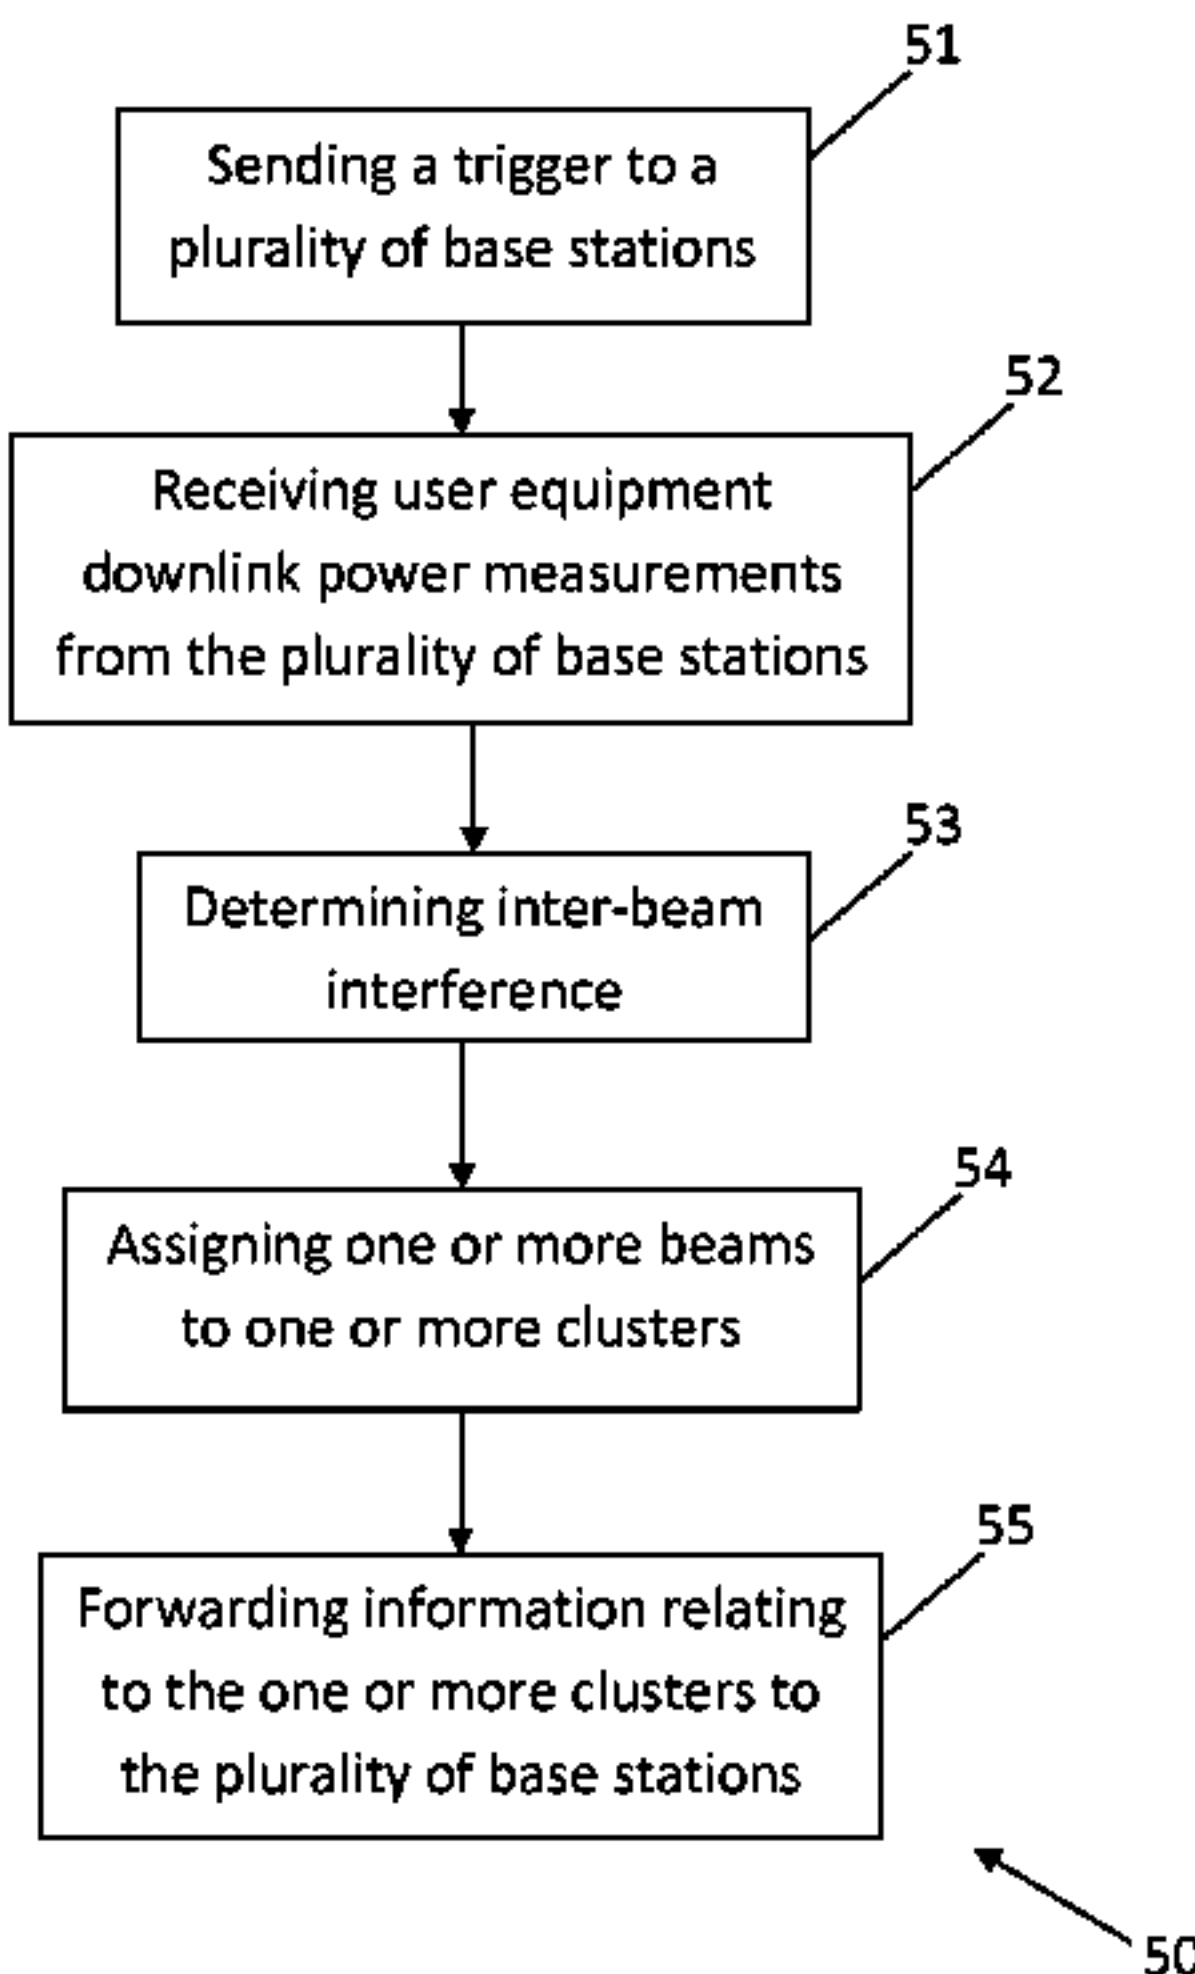 51
Sending a trigger to a
plurality of base stations
52
Receiving user equipment
downlink power measurements
from the plurality of base stations
53
Determining inter-beam
interference
54
Assigning one or more beams
to one or more clusters
55
Forwarding information relating
to the one or more clusters to
the plurality of base stations
50